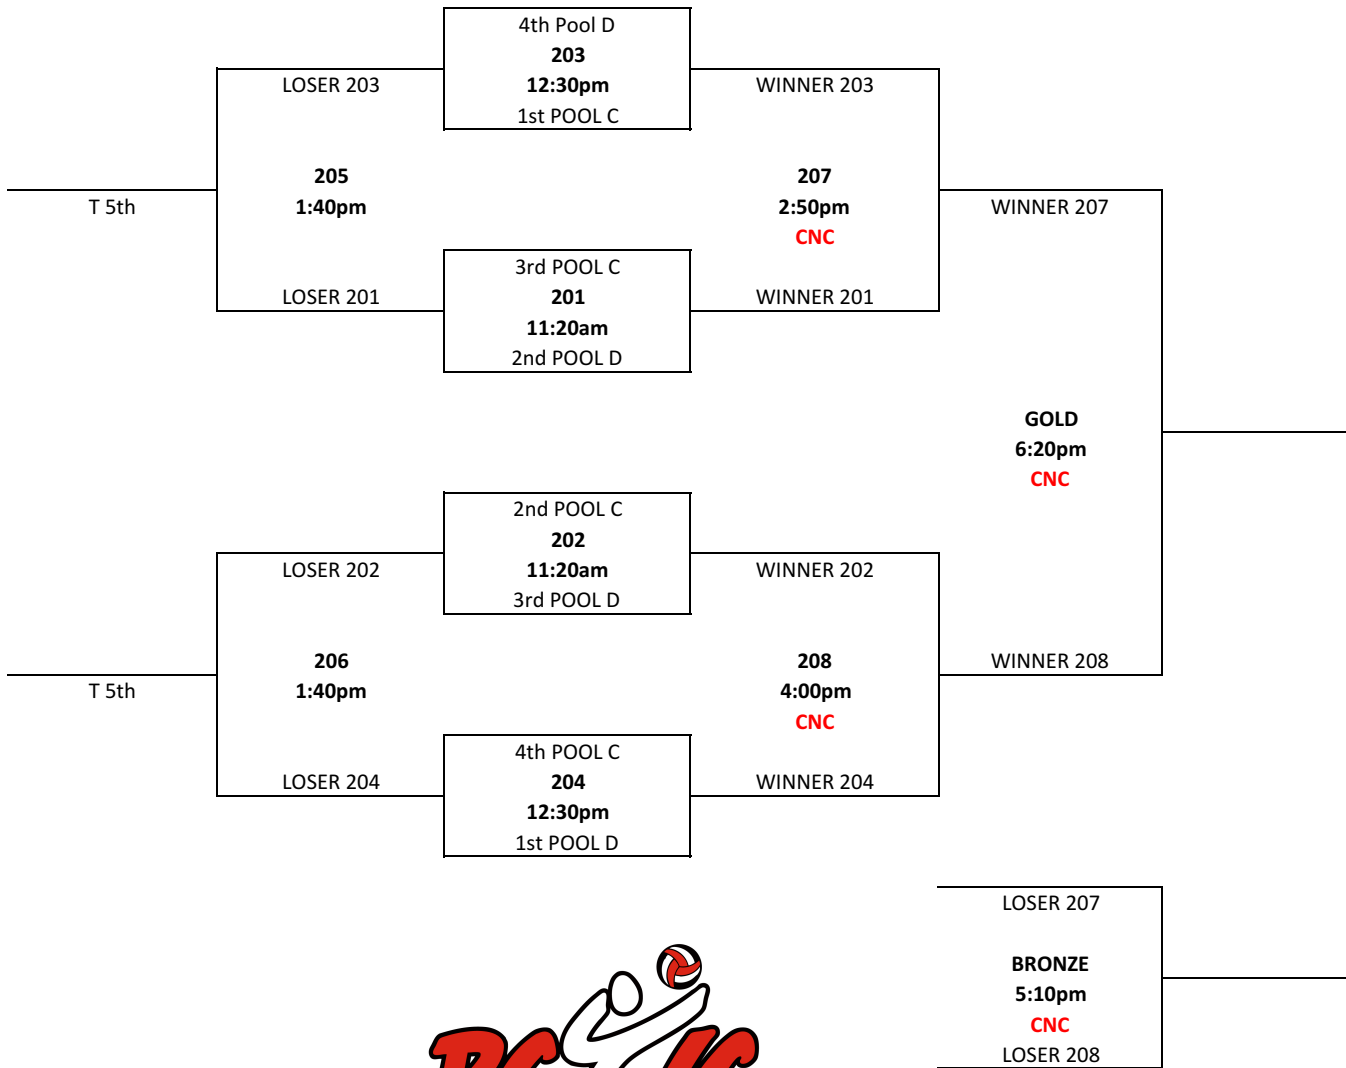 4th Pool D
203
12:30pm
1st POOL C
LOSER 203
WINNER 203
205
1:40pm
207
2:50pm
CNC
T 5th
WINNER 207
3rd POOL C
201
11:20am
2nd POOL D
LOSER 201
WINNER 201
GOLD
6:20pm
CNC
2nd POOL C
202
11:20am
3rd POOL D
LOSER 202
WINNER 202
206
1:40pm
208
4:00pm
CNC
T 5th
WINNER 208
4th POOL C
204
12:30pm
1st POOL D
LOSER 204
WINNER 204
LOSER 207
BRONZE
5:10pm
CNC
LOSER 208